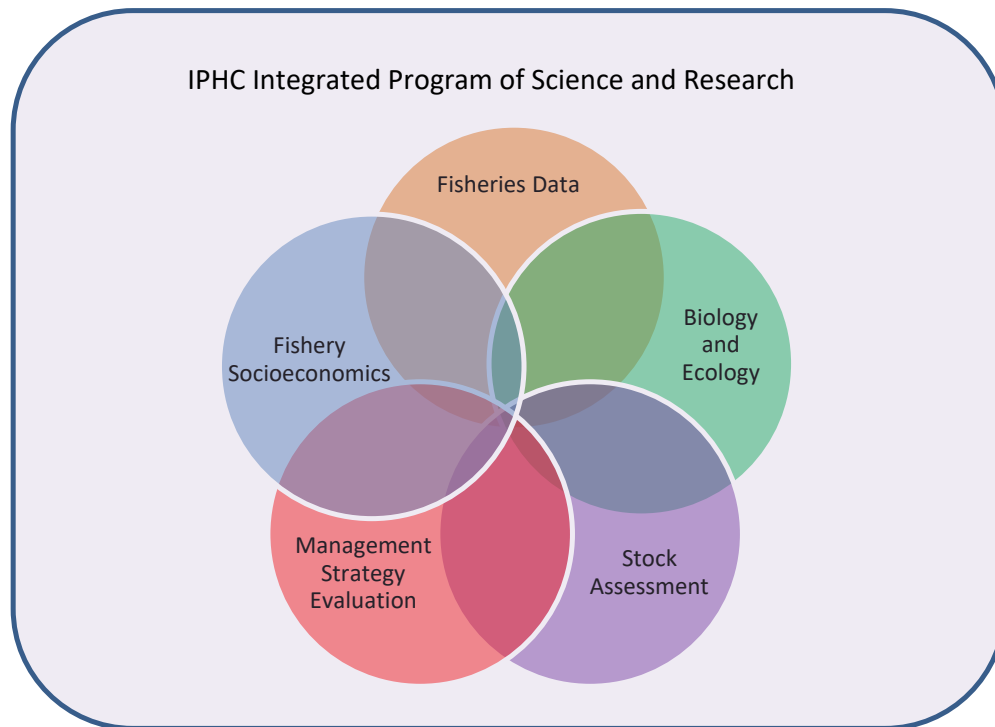 IPHC Integrated Program of Science and Research
Fisheries Data
Biology
and
Ecology
Fishery
Socioeconomics
Management
Strategy
Evaluation
Stock
Assessment